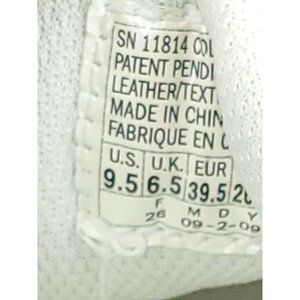 SN 11814 COL
PATENT PENDI
LEATHER/TEXT
MADE IN CHIN
FABRIQUE EN C
U.S. U.K. EUR
9.5 6.5 39.5 2
F M D Y
26 09-2-09